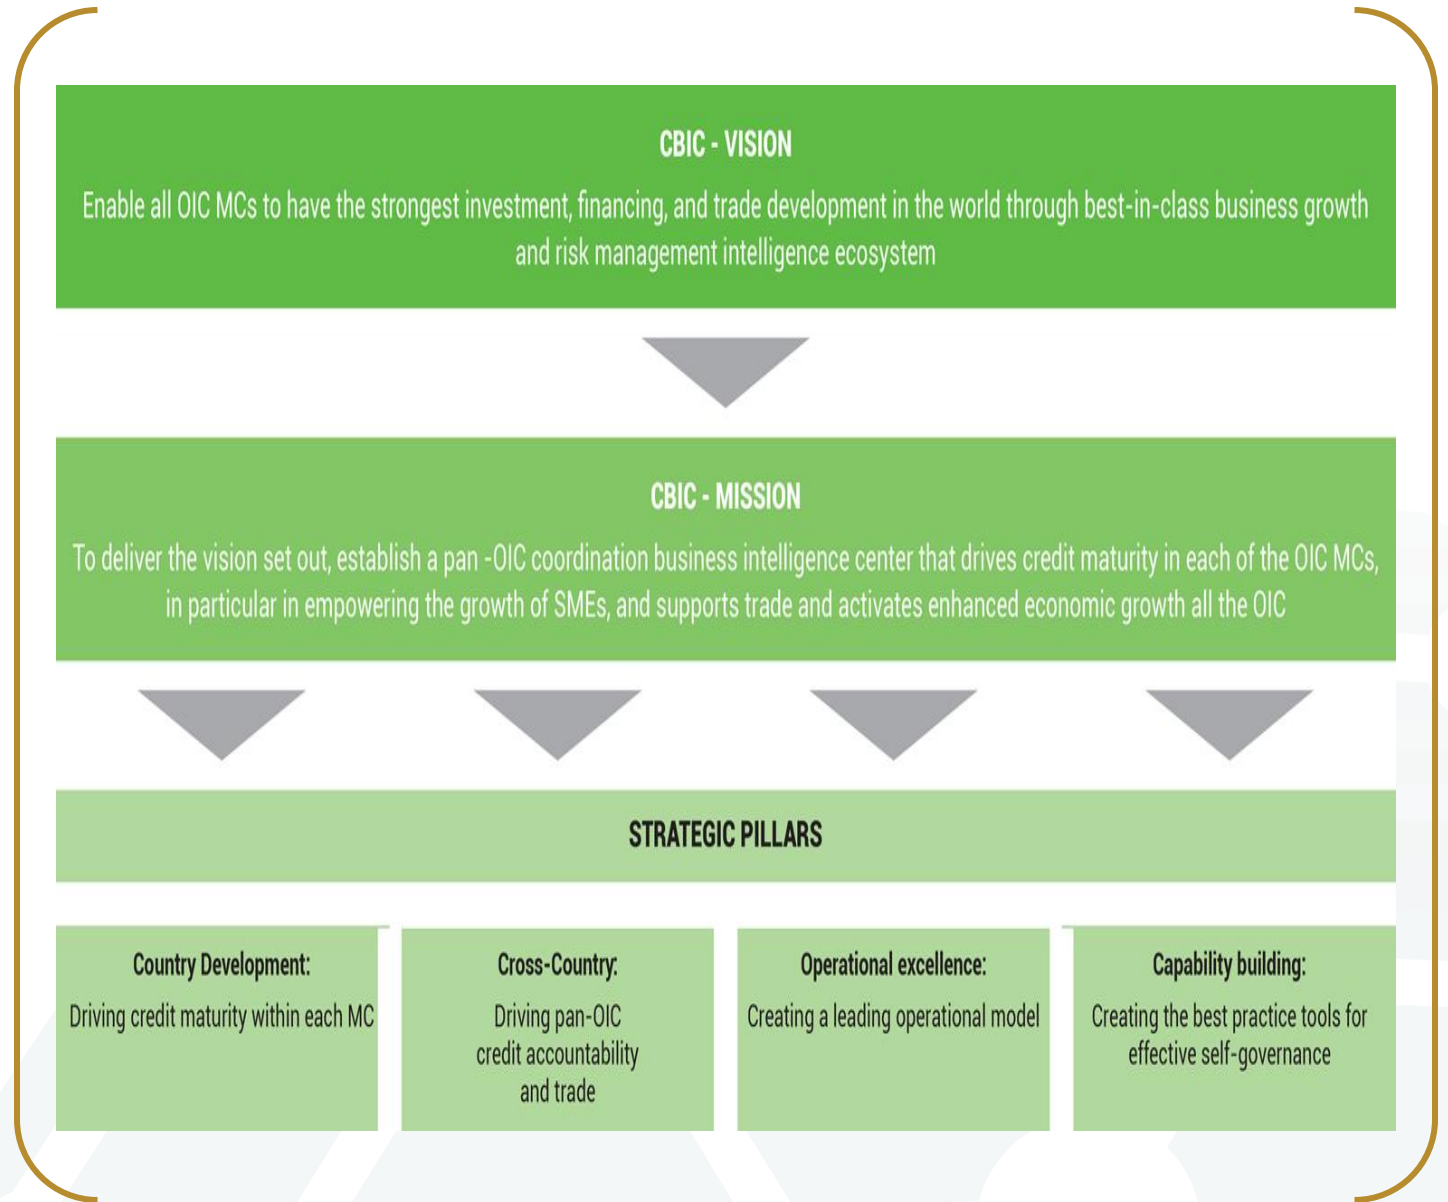 CBIC - VISION
Enable all OIC MCs to have the strongest investment, financing, and trade development in the world through best-in-class business growth
and risk management intelligence ecosystem
CBIC - MISSION
To deliver the vision set out, establish a pan -OIC coordination business intelligence center that drives credit maturity in each of the OIC MCs,
in particular in empowering the growth of SMEs, and supports trade and activates enhanced economic growth all the OIC
STRATEGIC PILLARS
Country Development:
Driving credit maturity within each MC
Cross-Country:
Driving pan-OIC
credit accountability
and trade
Operational excellence:
Creating a leading operational model
Capability building:
Creating the best practice tools for
effective self-governance